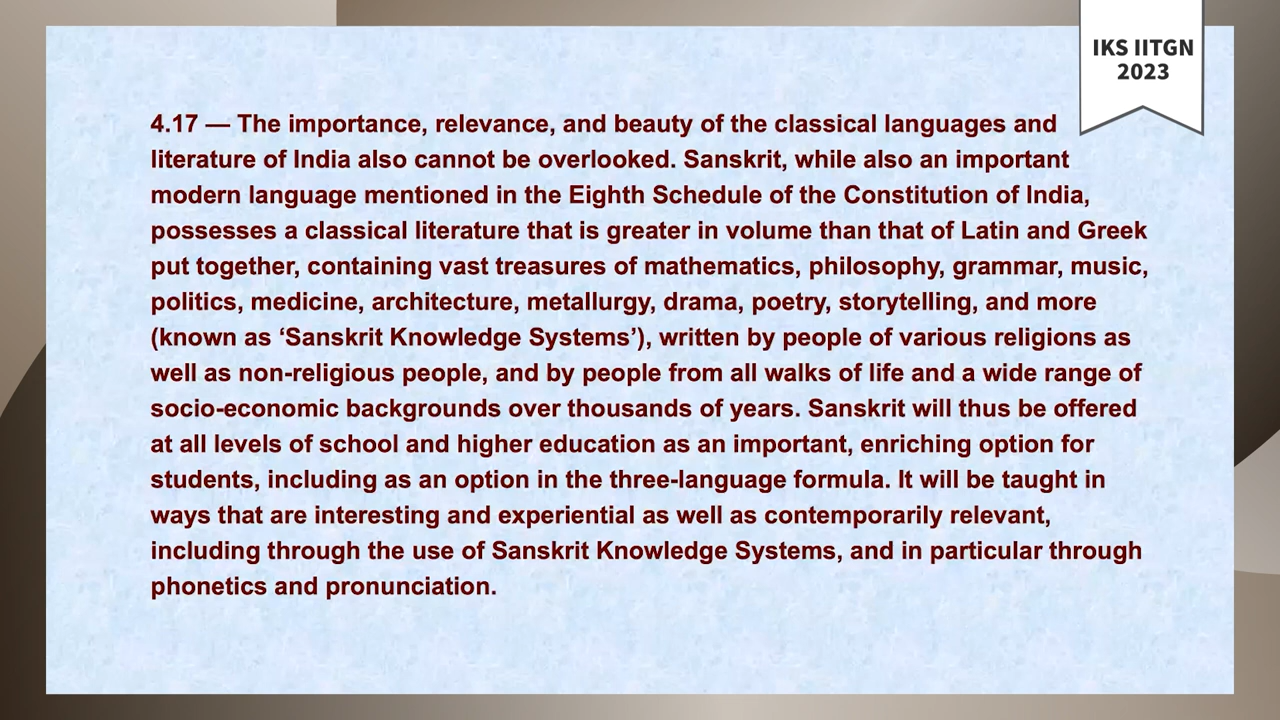 IKS IITGN
2023
4.17 — The importance, relevance, and beauty of the classical languages and
literature of India also cannot be overlooked. Sanskrit, while also an important
modern language mentioned in the Eighth Schedule of the Constitution of India,
possesses a classical literature that is greater in volume than that of Latin and Greek
put together, containing vast treasures of mathematics, philosophy, grammar, music,
politics, medicine, architecture, metallurgy, drama, poetry, storytelling, and more
(known as ‘Sanskrit Knowledge Systems’), written by people of various religions as
well as non-religious people, and by people from all walks of life and a wide range of
socio-economic backgrounds over thousands of years. Sanskrit will thus be offered
at all levels of school and higher education as an important, enriching option for
students, including as an option in the three-language formula. It will be taught in
ways that are interesting and experiential as well as contemporarily relevant,
including through the use of Sanskrit Knowledge Systems, and in particular through
phonetics and pronunciation.